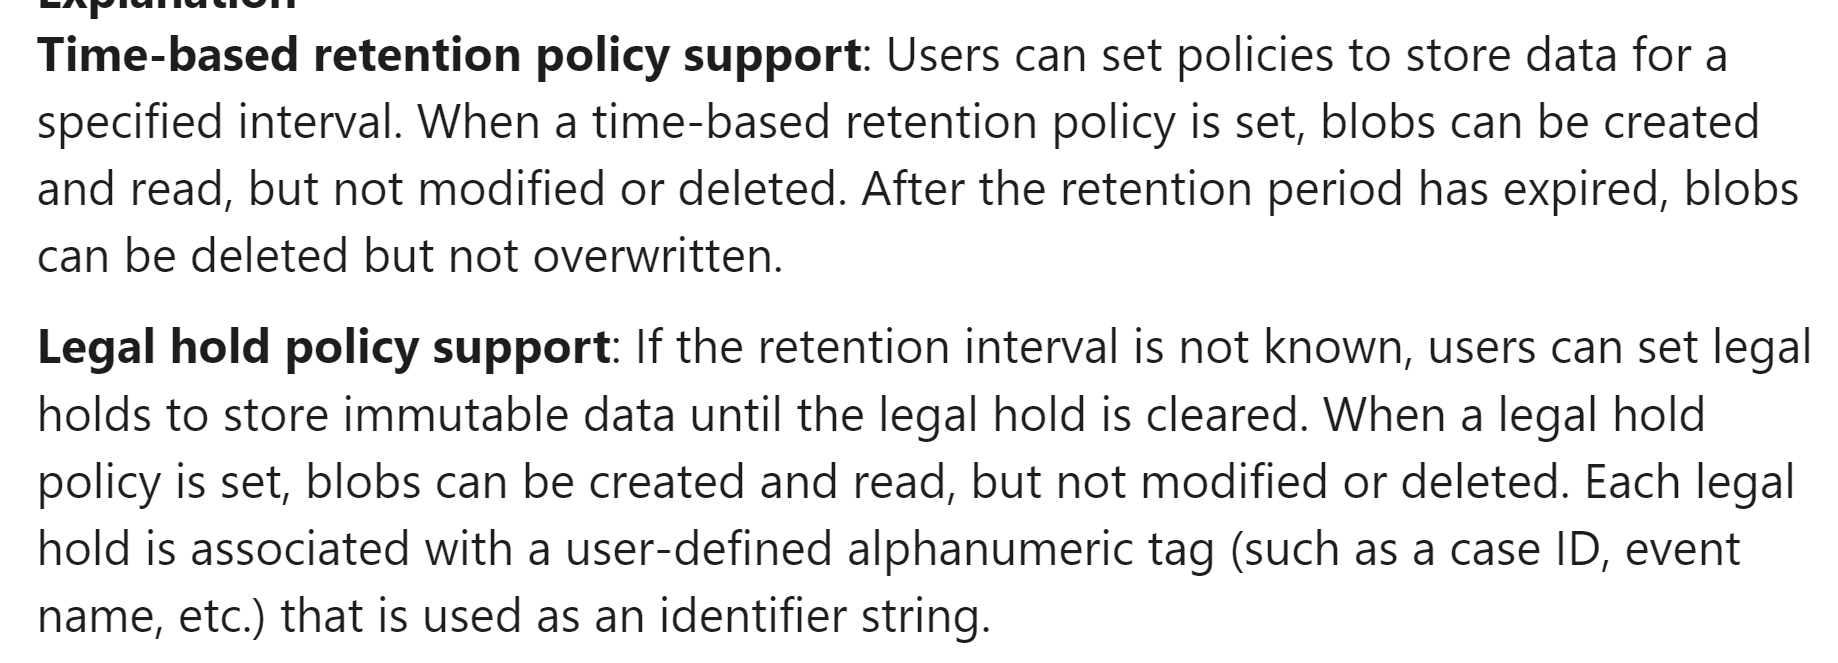 Explanation
Time-based retention policy support: Users can set policies to store data for a
specified interval. When a time-based retention policy is set, blobs can be created
and read, but not modified or deleted. After the retention period has expired, blobs
can be deleted but not overwritten.
Legal hold policy support: If the retention interval is not known, users can set legal
holds to store immutable data until the legal hold is cleared. When a legal hold
policy is set, blobs can be created and read, but not modified or deleted. Each legal
hold is associated with a user-defined alphanumeric tag (such as a case ID, event
name, etc.) that is used as an identifier string.